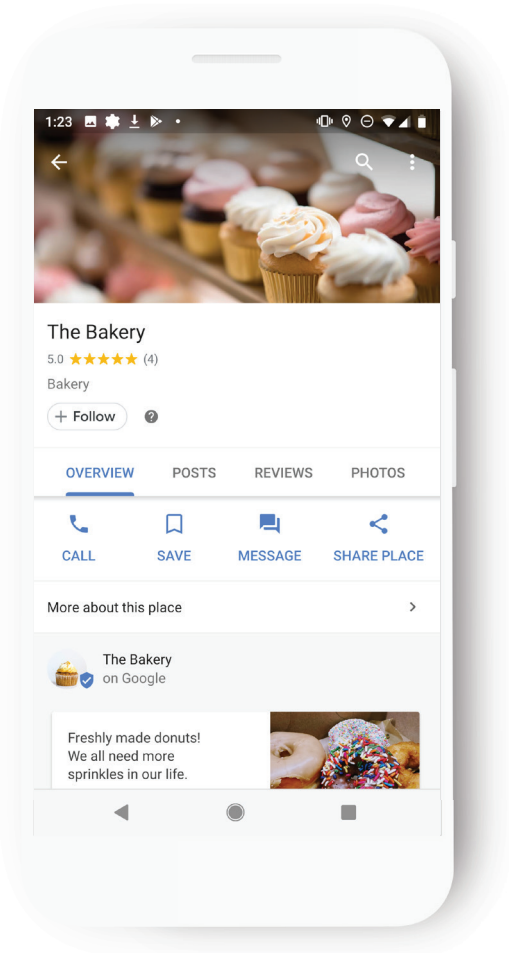 1:23
The Bakery
5.0 (4)
Bakery
+ Follow ?
OVERVIEW POSTS REVIEWS PHOTOS
CALL SAVE MESSAGE SHARE PLACE
More about this place
The Bakery
on Google
Freshly made donuts!
We all need more
sprinkles in our life.